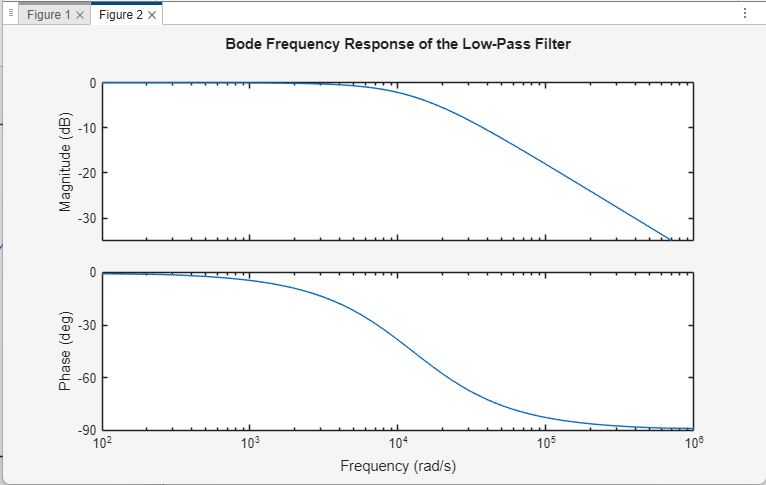 Figure 1 × Figure 2 ×
Bode Frequency Response of the Low-Pass Filter
Magnitude (dB)
0
-10
-20
-30
Phase (deg)
0
-30
-60
-90
10² 10³ 10⁴ 10⁵ 10⁶
Frequency (rad/s)